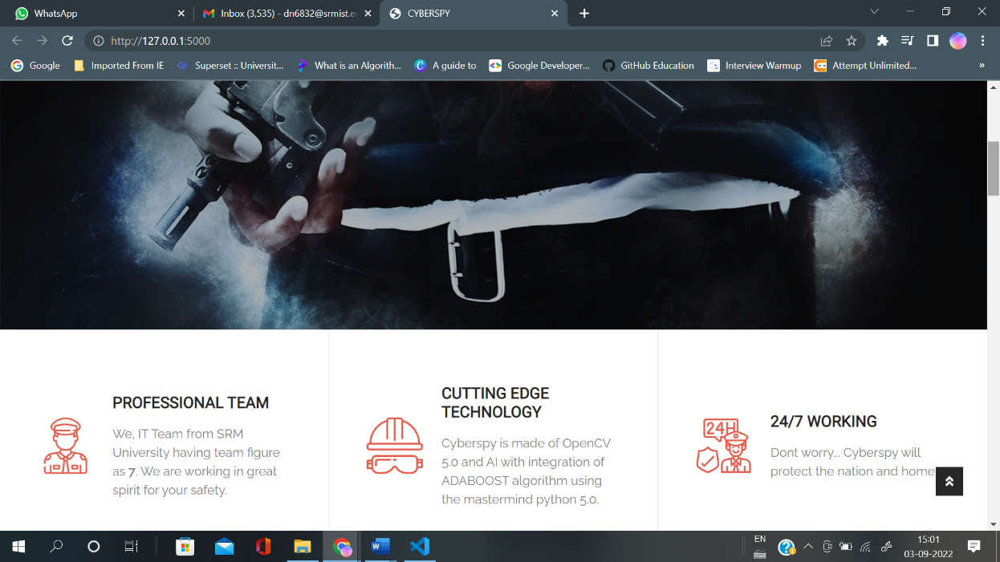 WhatsApp
Inbox (3,535) - dn6832@srmist.ed
CYBERSPY
http://127.0.0.1:5000
Google
Imported From IE
Superset :: Universit...
What is an Algorith...
A guide to
Google Developer...
GitHub Education
Interview Warmup
Attempt Unlimited...
»
PROFESSIONAL TEAM
We, IT Team from SRM
University having team figure
as 7. We are working in great
spirit for your safety.
CUTTING EDGE
TECHNOLOGY
Cyberspy is made of OpenCV
5.0 and AI with integration of
ADABOOST algorithm using
the mastermind python 5.0.
24H
24/7 WORKING
Dont worry... Cyberspy will
protect the nation and home
EN
15:01
03-09-2022